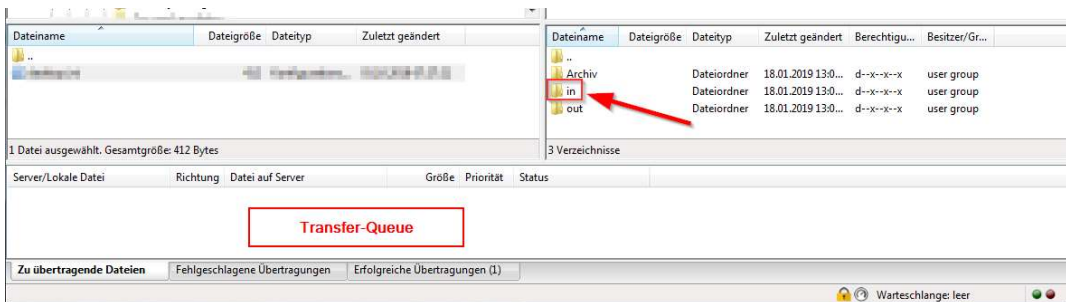 Dateiname Dateigröße Dateityp Zuletzt geändert
..
1 Datei ausgewählt. Gesamtgröße: 412 Bytes
Dateiname Dateigröße Dateityp Zuletzt geändert Berechtigu... Besitzer/Gr...
..
Archiv Dateiordner 18.01.2019 13:0... d--x--x--x user group
in Dateiordner 18.01.2019 13:0... d--x--x--x user group
out Dateiordner 18.01.2019 13:0... d--x--x--x user group
3 Verzeichnisse
Server/Lokale Datei Richtung Datei auf Server Größe Priorität Status
Transfer-Queue
Zu übertragende Dateien Fehlgeschlagene Übertragungen Erfolgreiche Übertragungen (1)
Warteschlange: leer